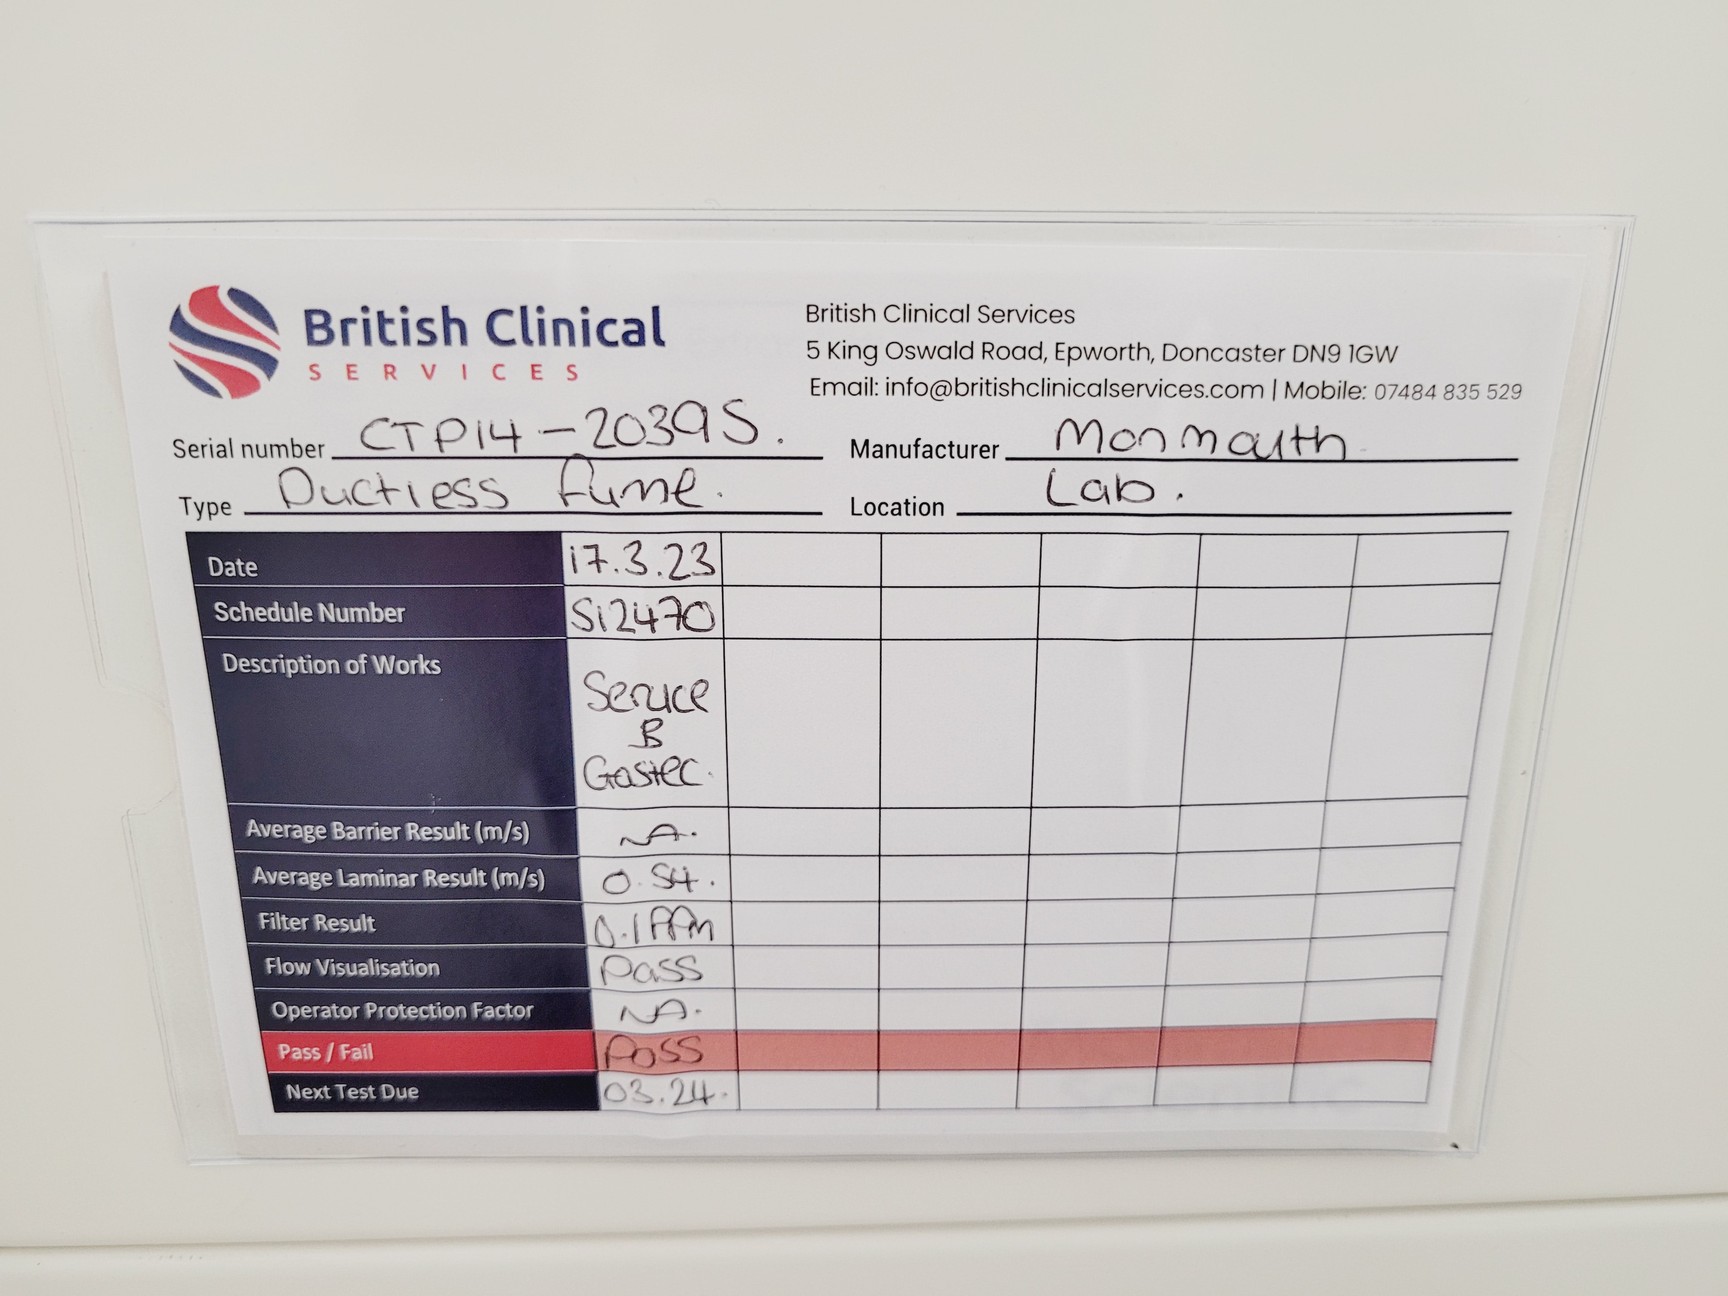 British Clinical
SERVICES
British Clinical Services
5 King Oswald Road, Epworth, Doncaster DN9 1GW
Email: info@britishclinicalservices.com | Mobile: 07484 835 529
Serial number CTP14-2039S. Manufacturer Monmouth
Type Ductless fume. Location Lab.
Date 17.3.23
Schedule Number S12470
Description of Works Service
B
Gastec.
Average Barrier Result (m/s) NA.
Average Laminar Result (m/s) 0.54.
Filter Result 0.1PPm
Flow Visualisation Pass
Operator Protection Factor NA.
Pass / Fail Pass
Next Test Due 03.24.